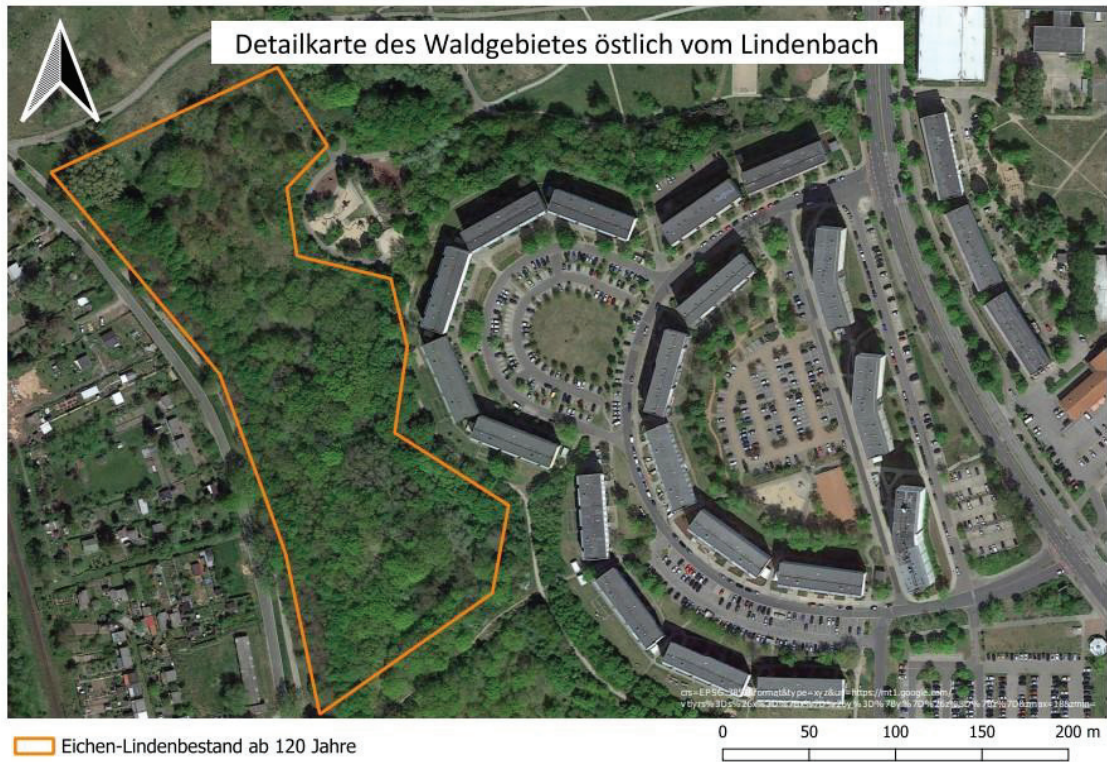 Detailkarte des Waldgebietes östlich vom Lindenbach
Eichen-Lindenbestand ab 120 Jahre
0 50 100 150 200 m